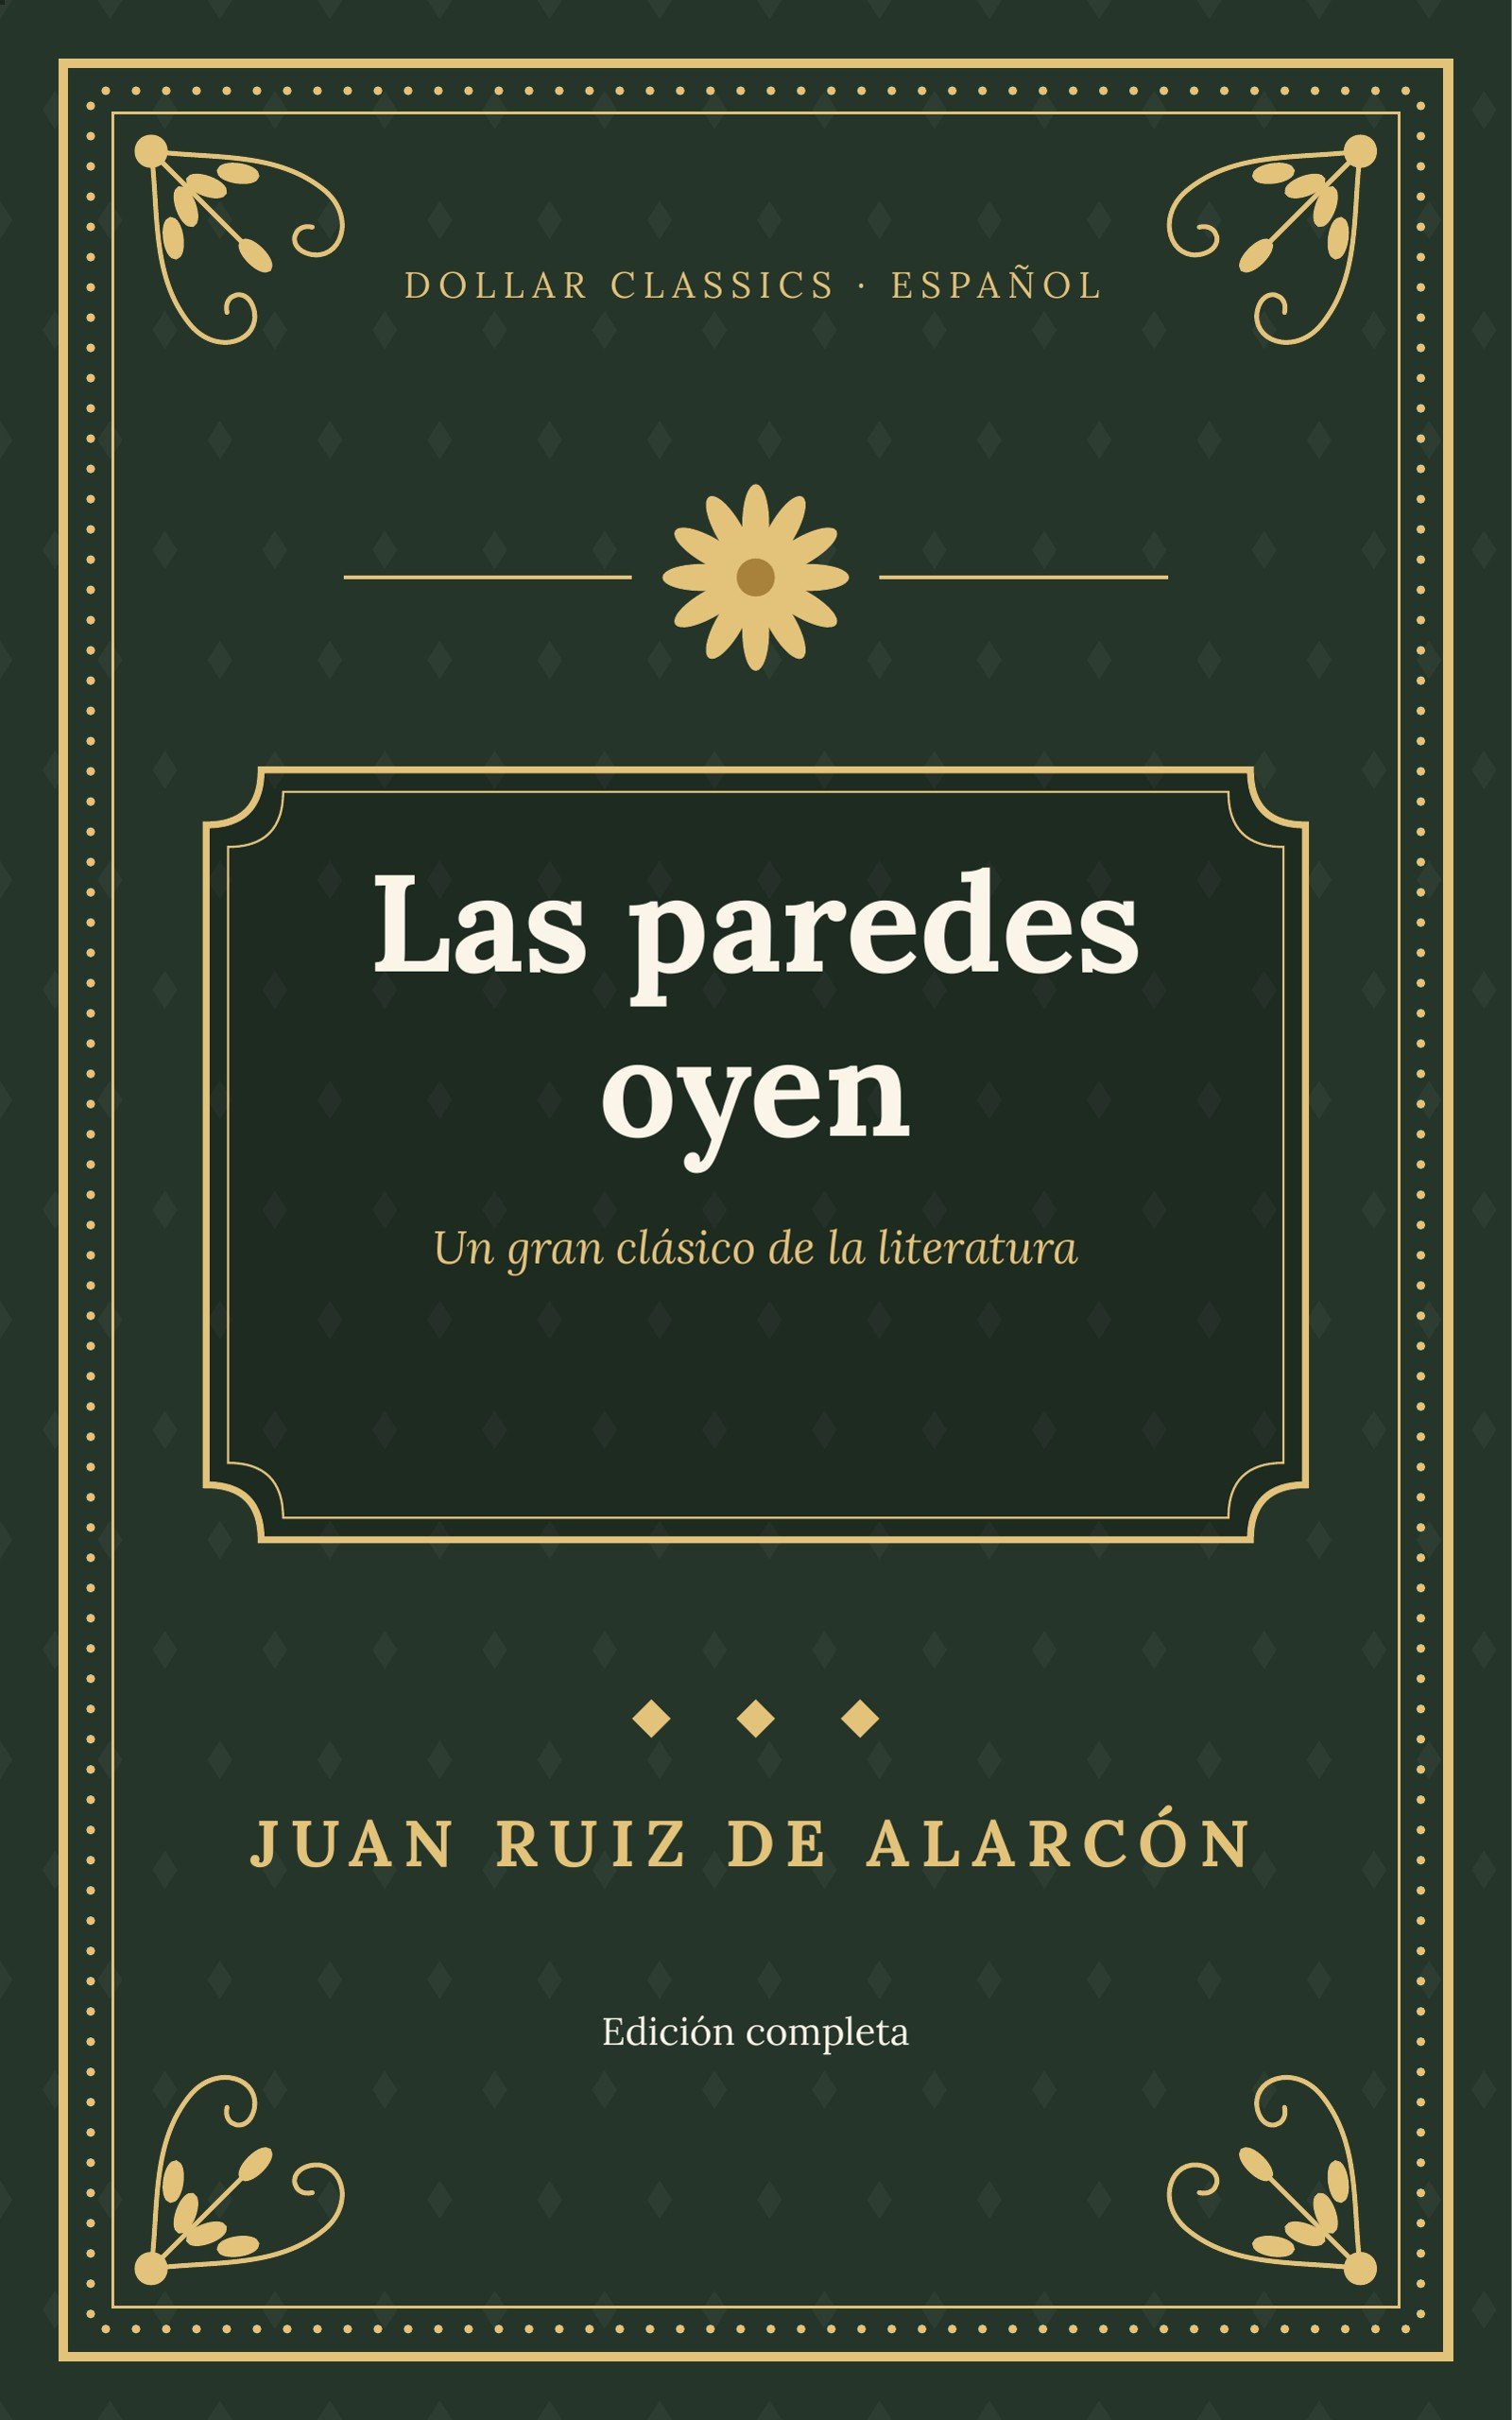 DOLLAR CLASSICS · ESPAÑOL
Las paredes
oyen
Un gran clásico de la literatura
JUAN RUIZ DE ALARCÓN
Edición completa